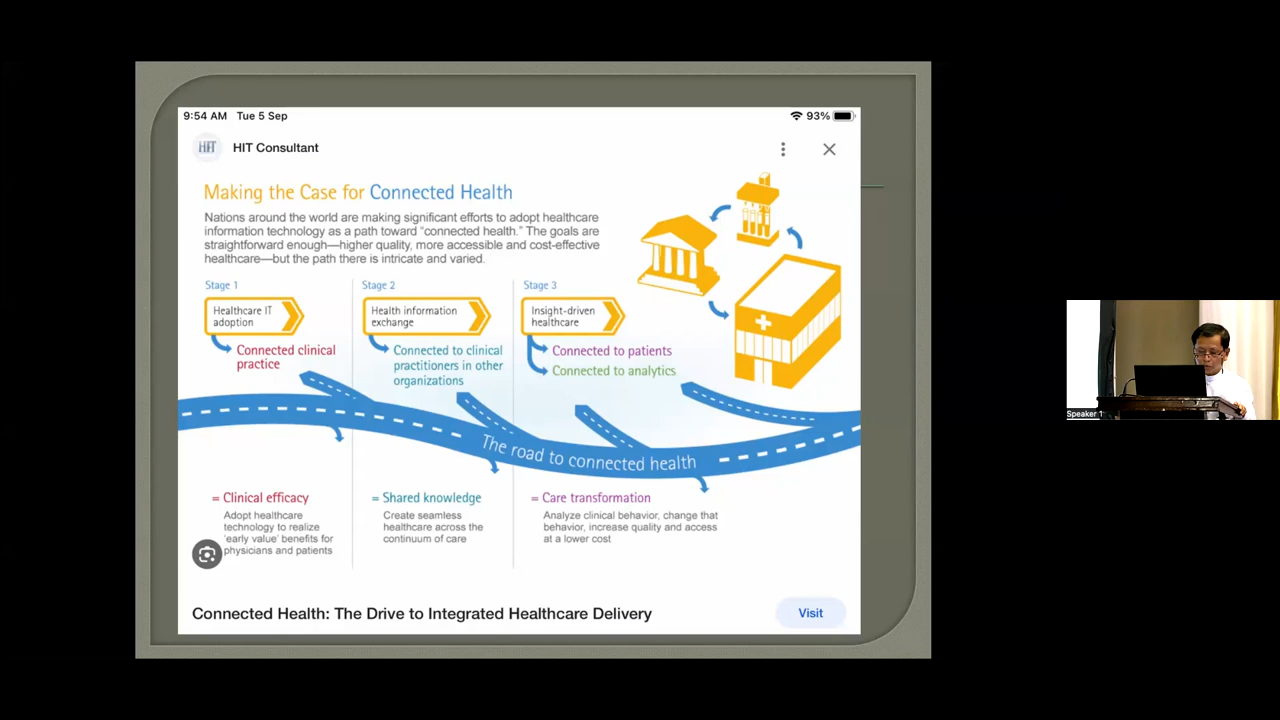 9:54 AM Tue 5 Sep
93%
HIT
HIT Consultant
Making the Case for Connected Health
Nations around the world are making significant efforts to adopt healthcare
information technology as a path toward “connected health.” The goals are
straightforward enough—higher quality, more accessible and cost-effective
healthcare—but the path there is intricate and varied.
Stage 1
Healthcare IT
adoption
Connected clinical
practice
Stage 2
Health information
exchange
Connected to clinical
practitioners in other
organizations
Stage 3
Insight-driven
healthcare
Connected to patients
Connected to analytics
The road to connected health
= Clinical efficacy
Adopt healthcare
technology to realize
'early value' benefits for
physicians and patients
= Shared knowledge
Create seamless
healthcare across the
continuum of care
= Care transformation
Analyze clinical behavior, change that
behavior, increase quality and access
at a lower cost
Connected Health: The Drive to Integrated Healthcare Delivery
Visit
Speaker 1